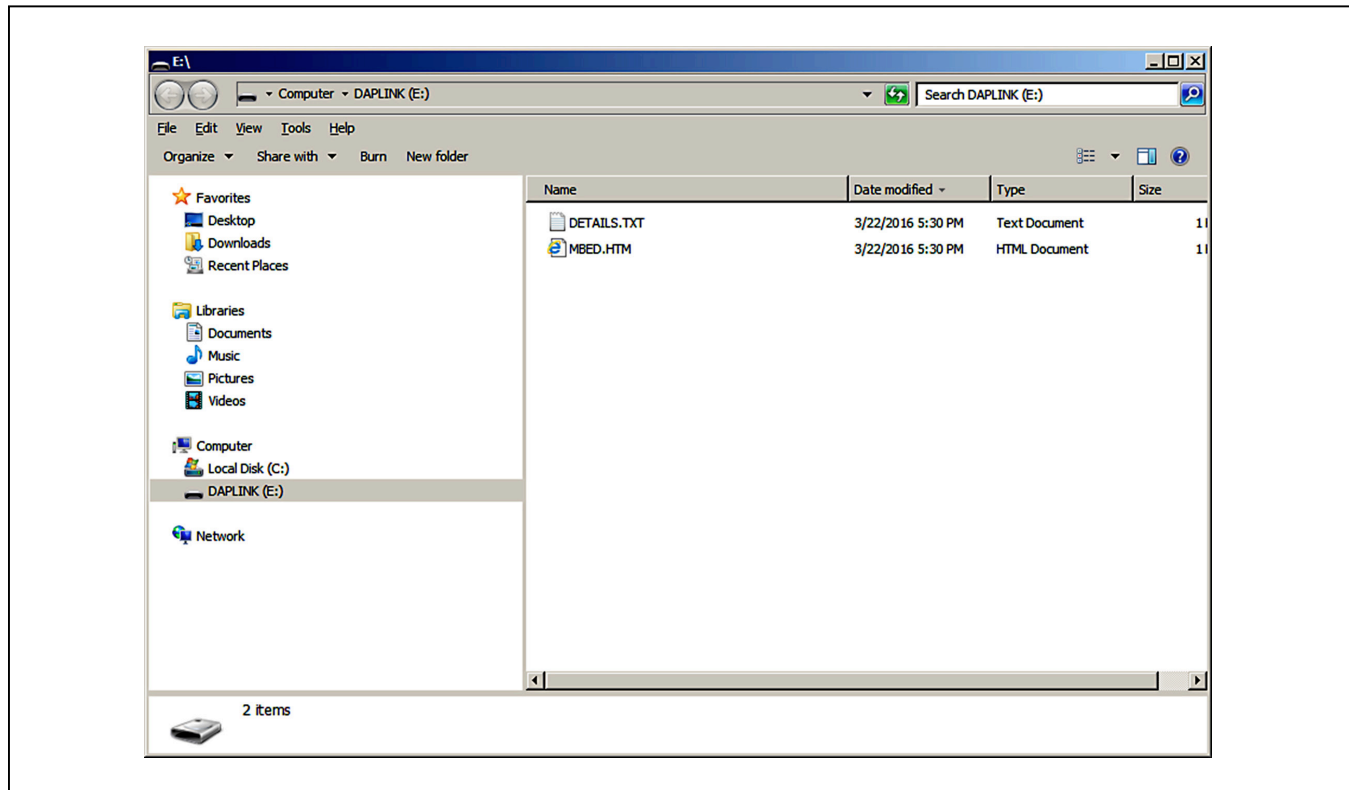 E:\
Computer DAPLINK (E:)
Search DAPLINK (E:)
File Edit View Tools Help
Organize Share with Burn New folder
Favorites
Desktop
Downloads
Recent Places
Libraries
Documents
Music
Pictures
Videos
Computer
Local Disk (C:)
DAPLINK (E:)
Network
Name Date modified Type Size
DETAILS.TXT 3/22/2016 5:30 PM Text Document 1
MBED.HTM 3/22/2016 5:30 PM HTML Document 1
2 items